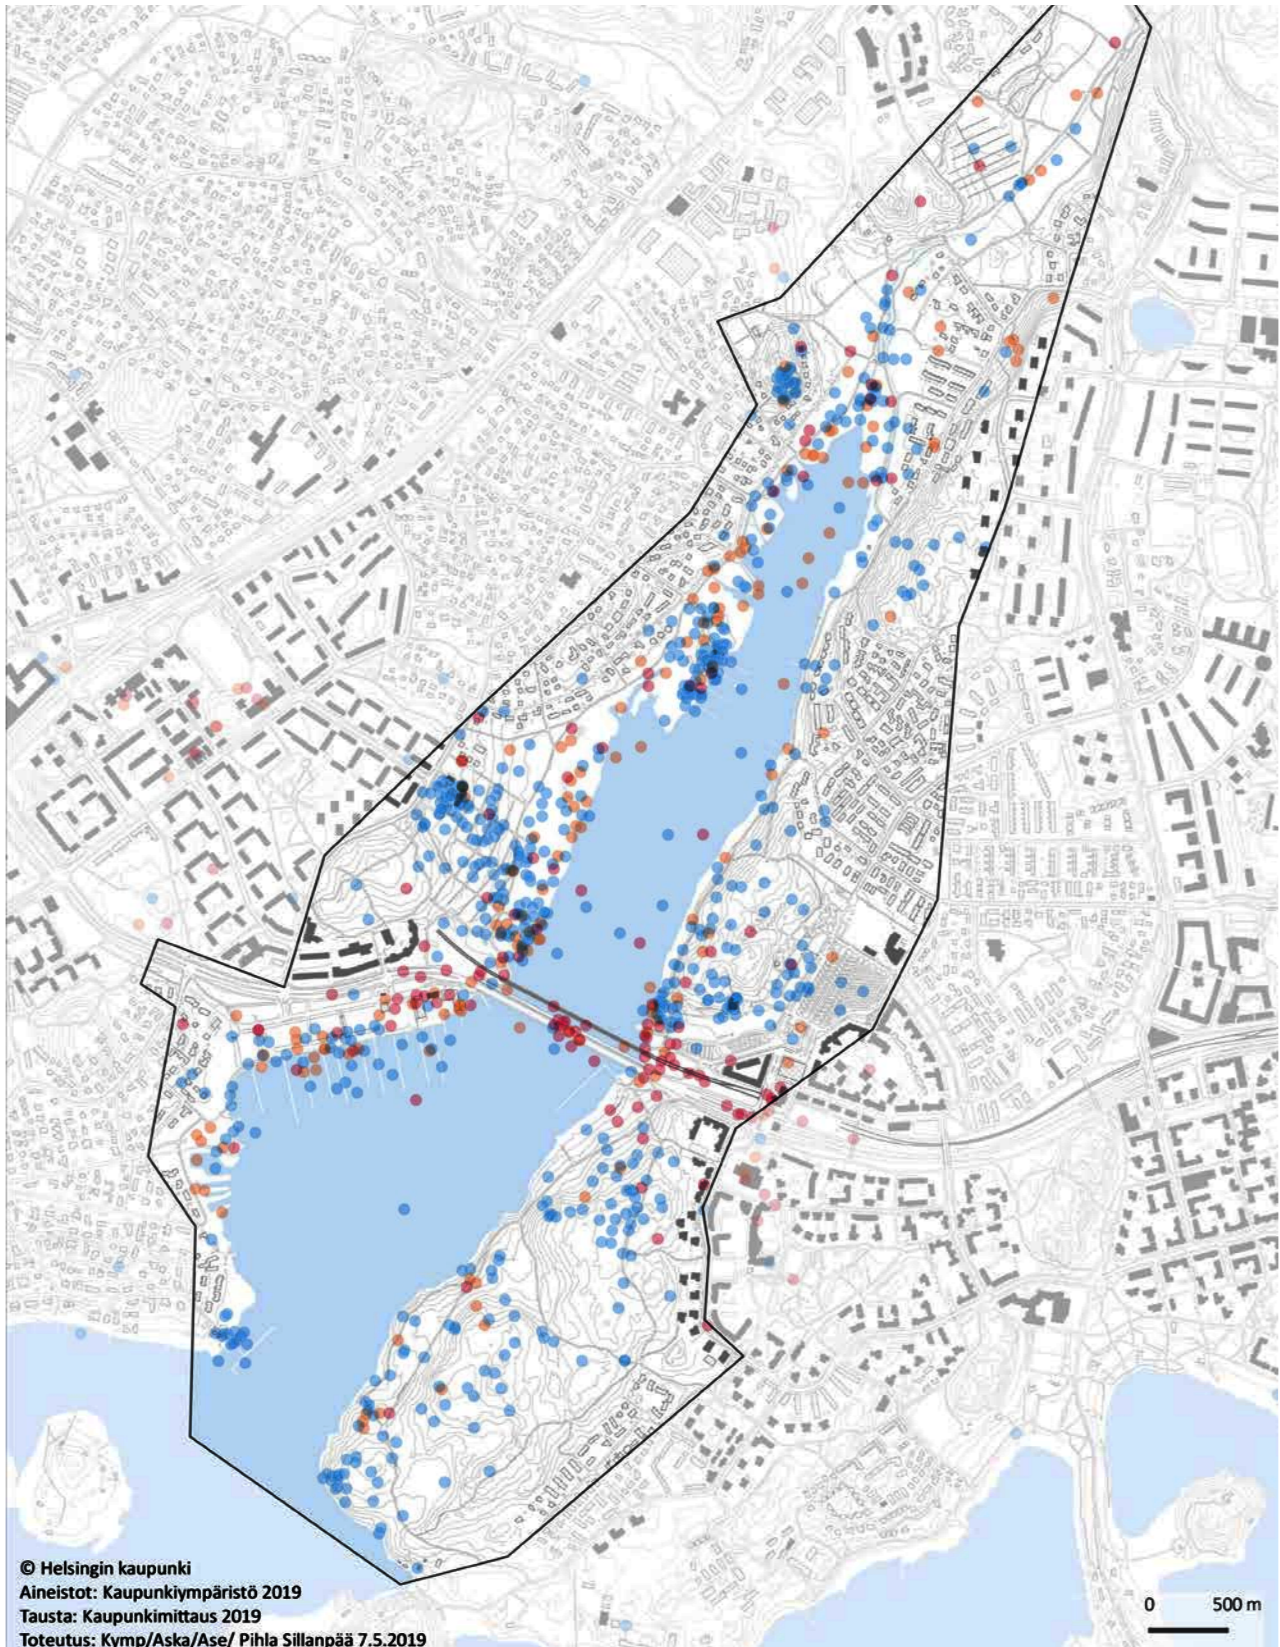 © Helsingin kaupunki
Aineistot: Kaupunkiympäristö 2019
Tausta: Kaupunkimittaus 2019
Toteutus: Kymp/Aska/Ase/ Pihla Sillanpää 7.5.2019
0 500 m